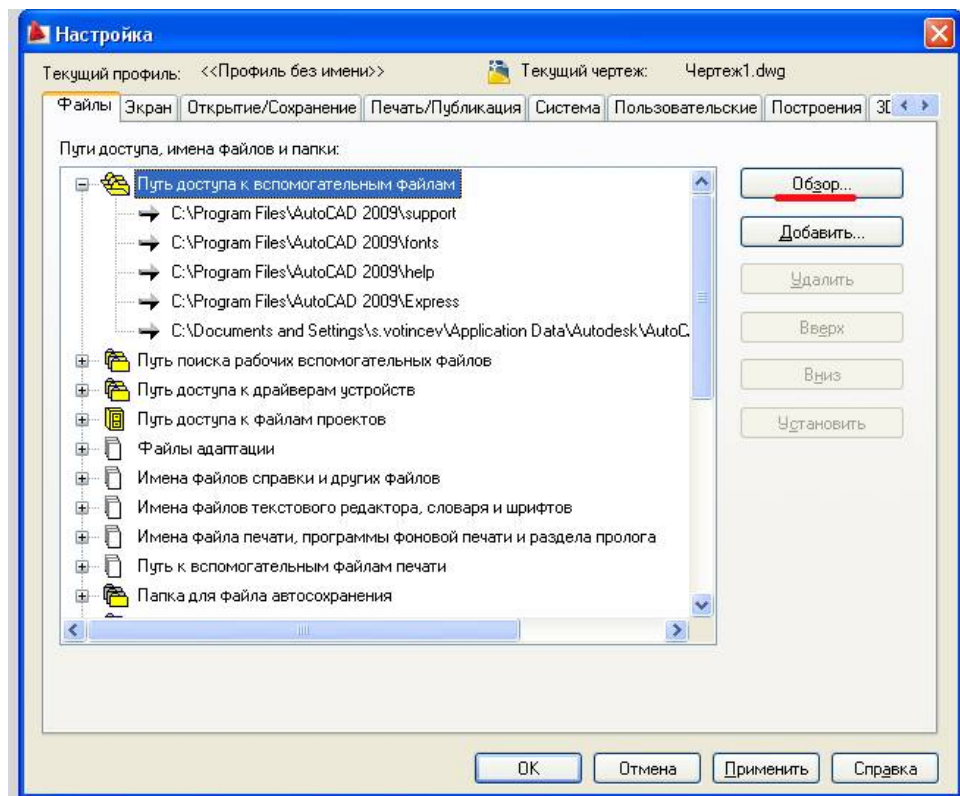 Настройка
Текущий профиль: <<Профиль без имени>> Текущий чертеж: Чертеж1.dwg
Файлы Экран Открытие/Сохранение Печать/Публикация Система Пользовательские Построения 3D
Пути доступа, имена файлов и папки:
Путь доступа к вспомогательным файлам
C:\Program Files\AutoCAD 2009\support
C:\Program Files\AutoCAD 2009\fonts
C:\Program Files\AutoCAD 2009\help
C:\Program Files\AutoCAD 2009\Express
C:\Documents and Settings\s.votincev\Application Data\Autodesk\AutoC
Путь поиска рабочих вспомогательных файлов
Путь доступа к драйверам устройств
Путь доступа к файлам проектов
Файлы адаптации
Имена файлов справки и других файлов
Имена файлов текстового редактора, словаря и шрифтов
Имена файла печати, программы фоновой печати и раздела пролога
Путь к вспомогательным файлам печати
Папка для файла автосохранения
Обзор...
Добавить...
Удалить
Вверх
Вниз
Установить
OK Отмена Применить Справка